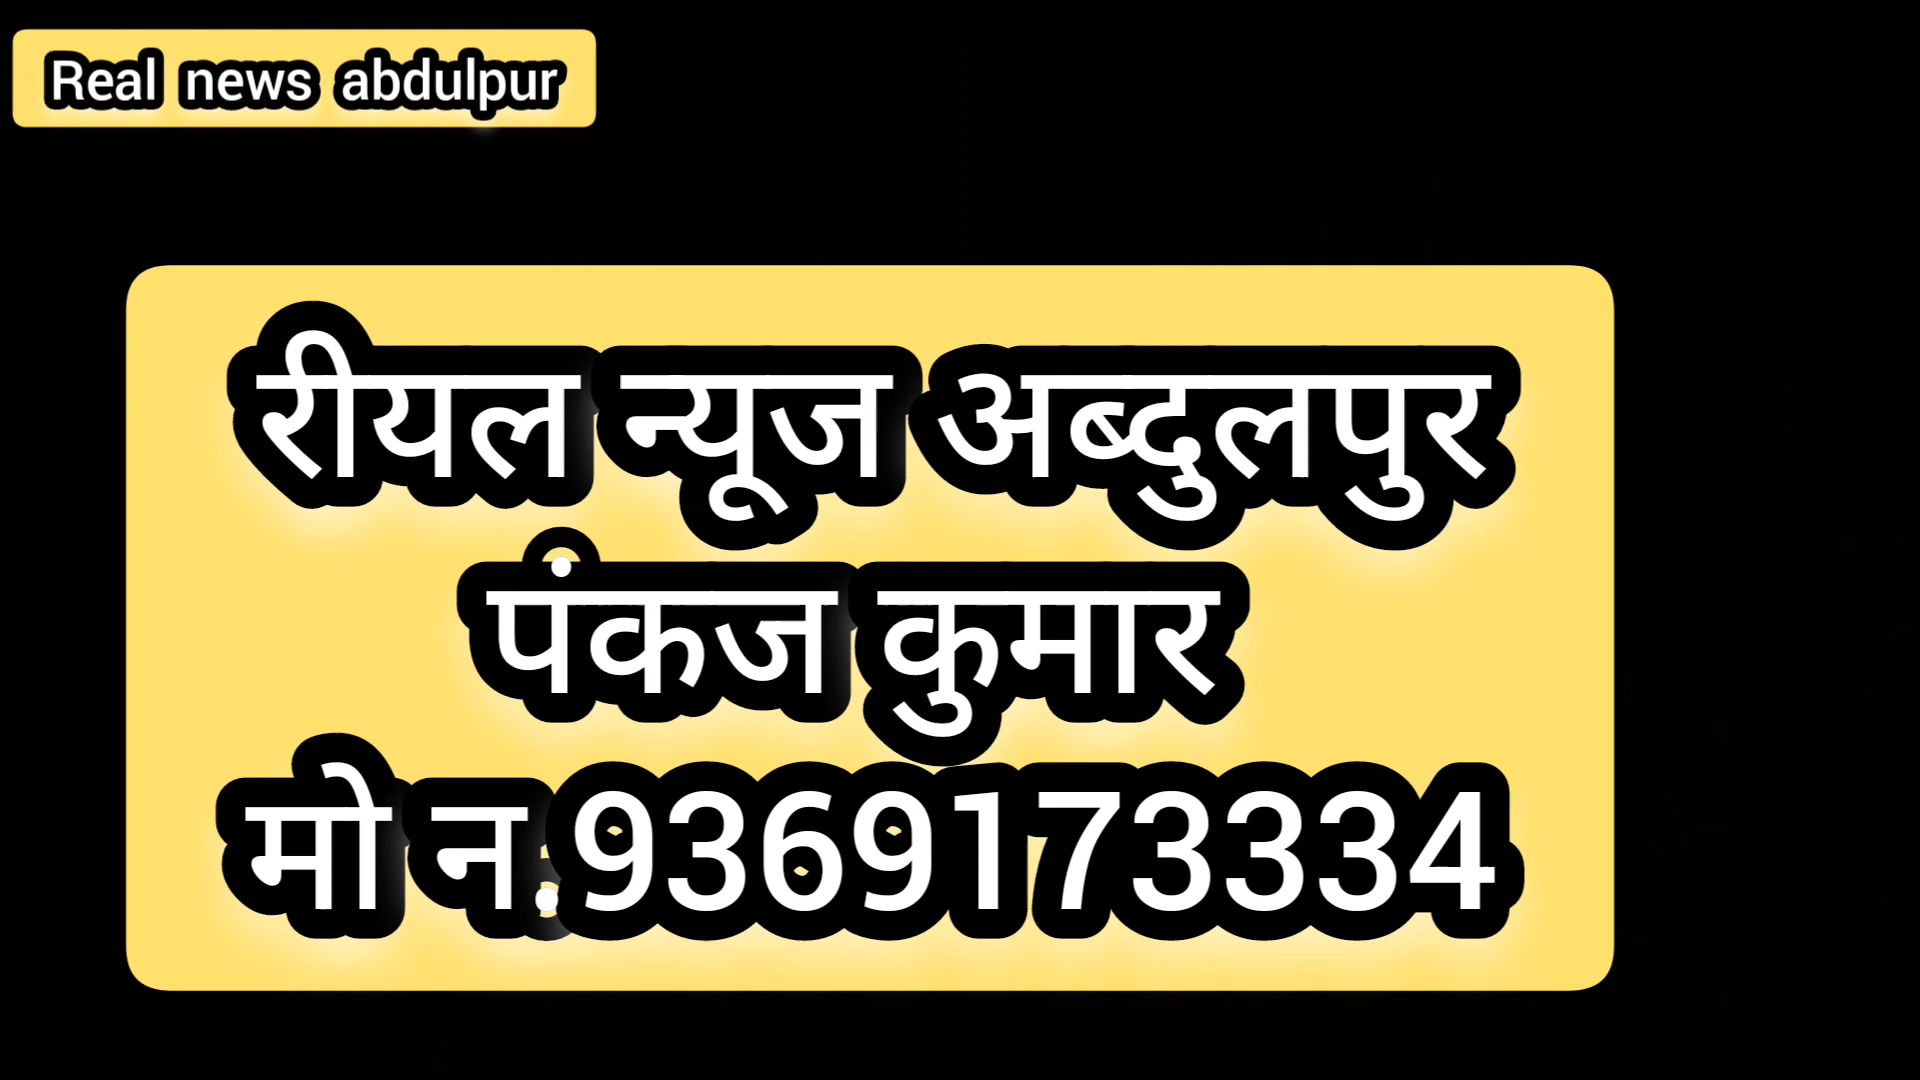 Real news abdulpur
रीयल न्यूज अब्दुलपुर
पंकज कुमार
मो न.9369173334